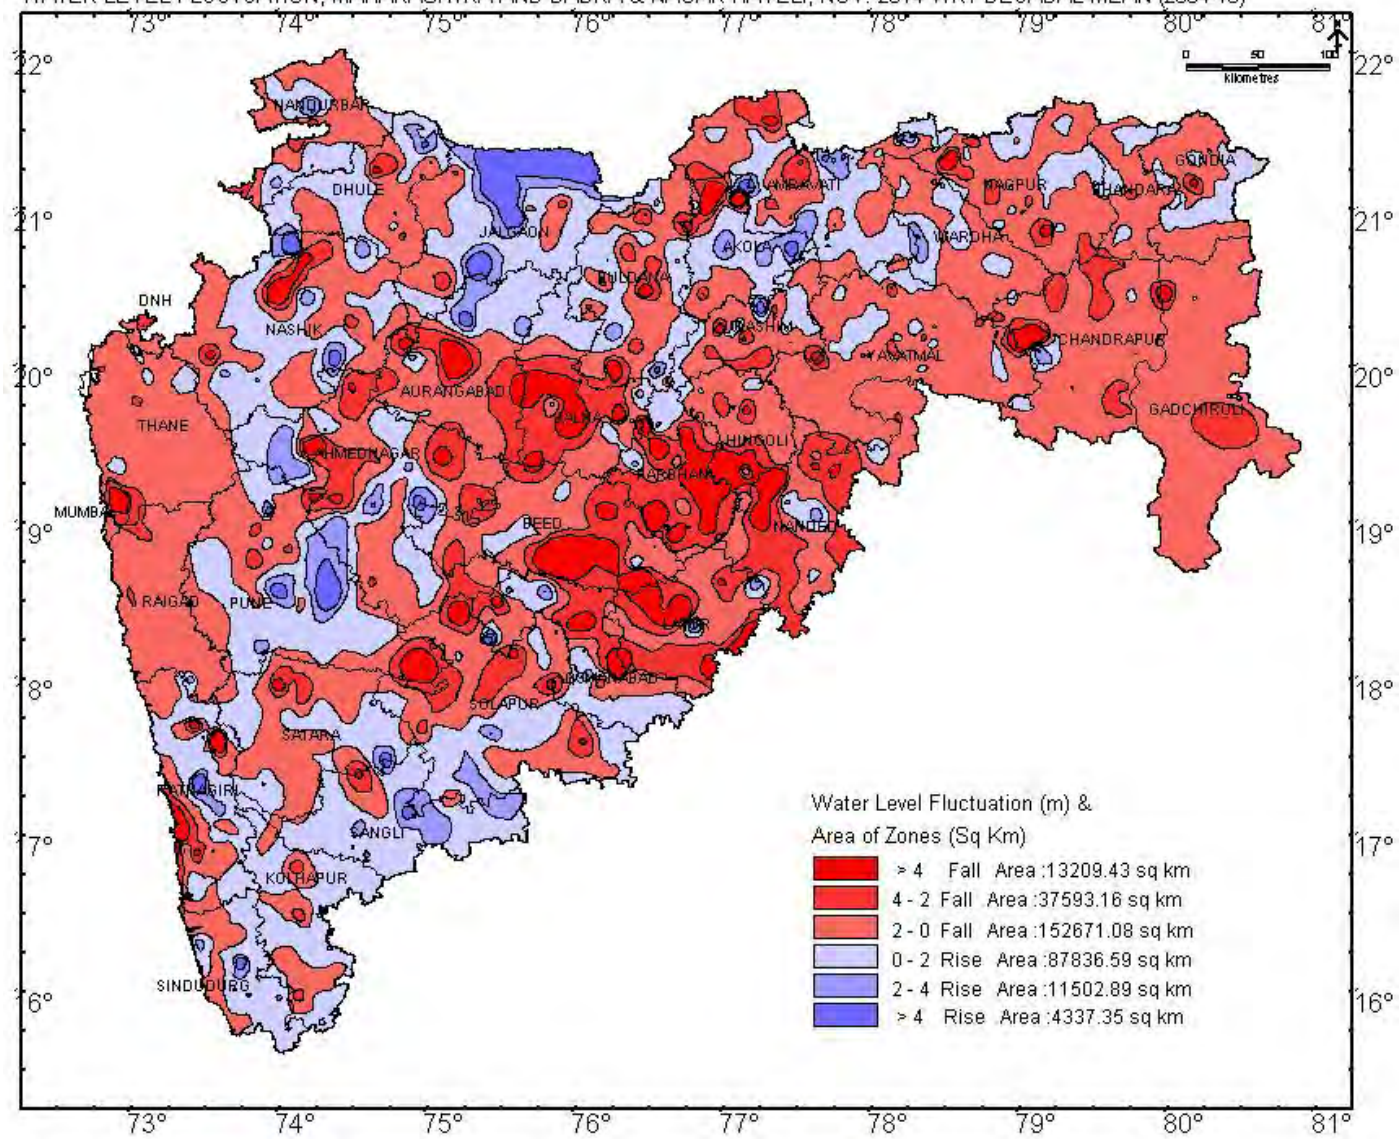 73° 74° 75° 76° 77° 78° 79° 80° 81°
N
0 50 100
kilometres
22° 22°
NANDURBAR
GONDIA
DHULE
AMRAVATI
NAGPUR
BHANDARA
21° 21°
JALGAON
AKOLA
WARDHA
BULDANA
DNH
NASHIK
WASHIM
CHANDRAPUR
YAVATMAL
20° 20°
AURANGABAD
JALNA
GADCHIROLI
THANE
HINGOLI
AHMEDNAGAR
PARBHANI
MUMBAI
BEED
NANDED
19° 19°
RAIGAD
PUNE
LATUR
18° 18°
OSMANABAD
SOLAPUR
SATARA
RATNAGIRI
Water Level Fluctuation (m) &
Area of Zones (Sq Km)
SANGLI
17° 17°
> 4 Fall Area :13209.43 sq km
KOLHAPUR
4 - 2 Fall Area :37593.16 sq km
2 - 0 Fall Area :152671.08 sq km
0 - 2 Rise Area :87836.59 sq km
SINDUDURG
2 - 4 Rise Area :11502.89 sq km
16° 16°
> 4 Rise Area :4337.35 sq km
73° 74° 75° 76° 77° 78° 79° 80° 81°